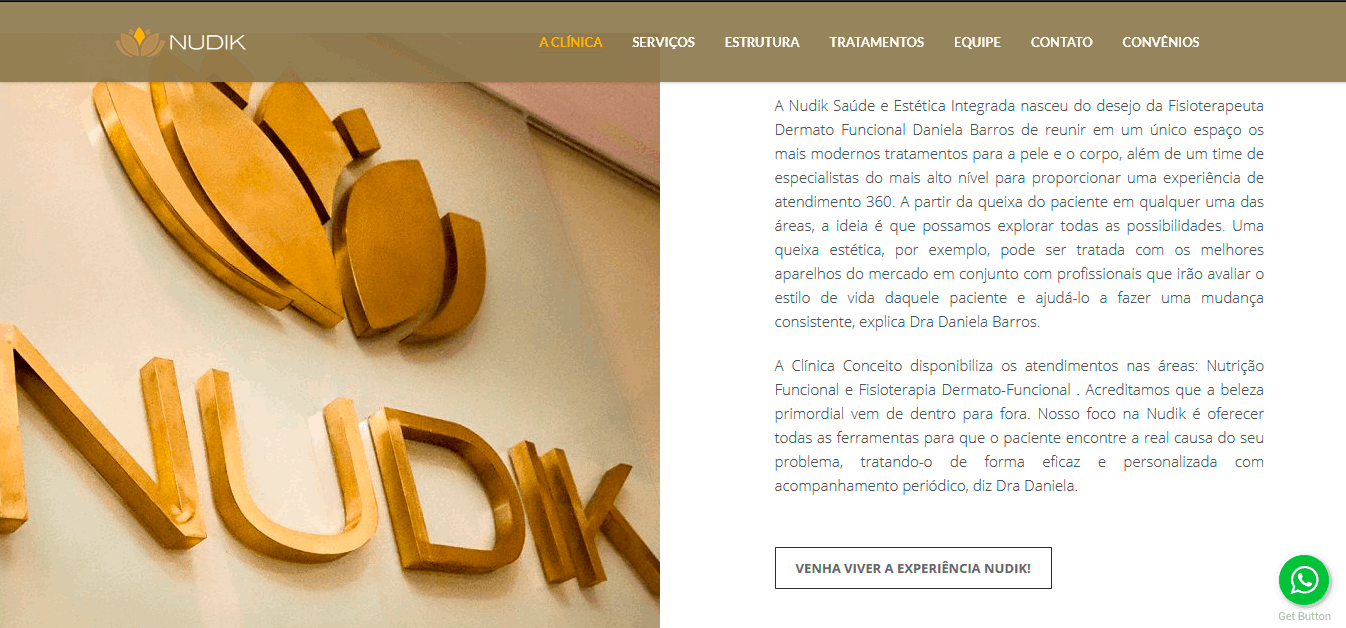 NUDIK
A CLÍNICA SERVIÇOS ESTRUTURA TRATAMENTOS EQUIPE CONTATO CONVÊNIOS
A Nudik Saúde e Estética Integrada nasceu do desejo da Fisioterapeuta
Dermato Funcional Daniela Barros de reunir em um único espaço os
mais modernos tratamentos para a pele e o corpo, além de um time de
especialistas do mais alto nível para proporcionar uma experiência de
atendimento 360. A partir da queixa do paciente em qualquer uma das
áreas, a ideia é que possamos explorar todas as possibilidades. Uma
queixa estética, por exemplo, pode ser tratada com os melhores
aparelhos do mercado em conjunto com profissionais que irão avaliar o
estilo de vida daquele paciente e ajudá-lo a fazer uma mudança
consistente, explica Dra Daniela Barros.
A Clínica Conceito disponibiliza os atendimentos nas áreas: Nutrição
Funcional e Fisioterapia Dermato-Funcional . Acreditamos que a beleza
primordial vem de dentro para fora. Nosso foco na Nudik é oferecer
todas as ferramentas para que o paciente encontre a real causa do seu
problema, tratando-o de forma eficaz e personalizada com
acompanhamento periódico, diz Dra Daniela.
VENHA VIVER A EXPERIÊNCIA NUDIK!
NUDIK
Get Button